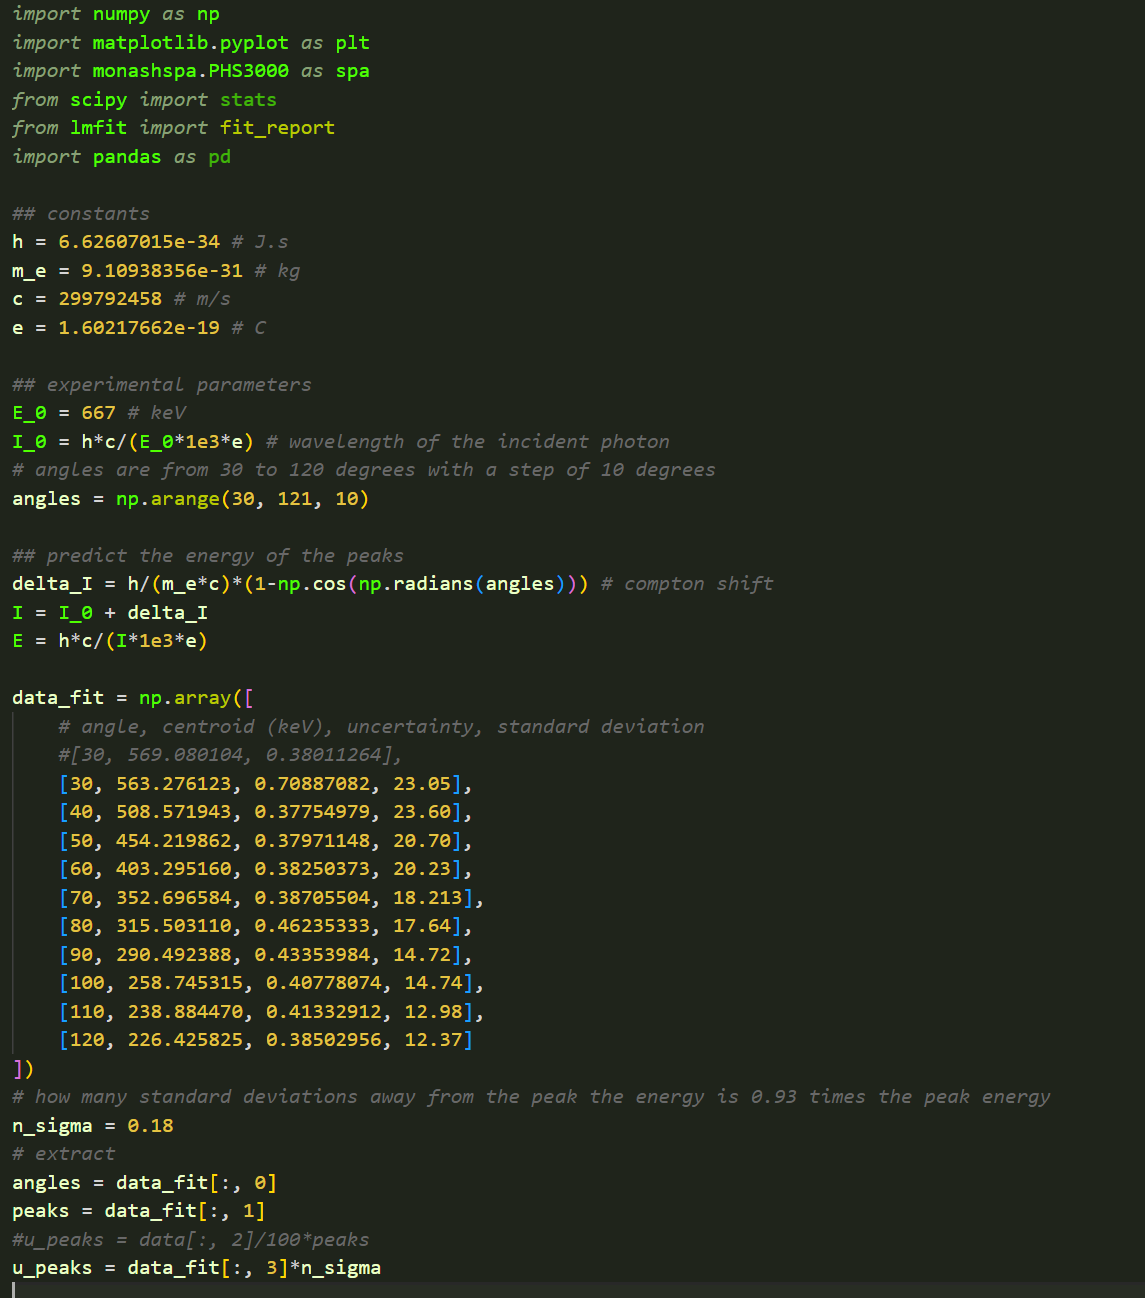 import numpy as np
import matplotlib.pyplot as plt
import monashspa.PHS3000 as spa
from scipy import stats
from lmfit import fit_report
import pandas as pd
## constants
h = 6.62607015e-34 # J.s
m_e = 9.10938356e-31 # kg
c = 299792458 # m/s
e = 1.60217662e-19 # C
## experimental parameters
E_0 = 667 # keV
I_0 = h*c/(E_0*1e3*e) # wavelength of the incident photon
# angles are from 30 to 120 degrees with a step of 10 degrees
angles = np.arange(30, 121, 10)
## predict the energy of the peaks
delta_I = h/(m_e*c)*(1-np.cos(np.radians(angles))) # compton shift
I = I_0 + delta_I
E = h*c/(I*1e3*e)
data_fit = np.array([
    # angle, centroid (keV), uncertainty, standard deviation
    #[30, 569.080104, 0.38011264],
    [30, 563.276123, 0.70887082, 23.05],
    [40, 508.571943, 0.37754979, 23.60],
    [50, 454.219862, 0.37971148, 20.70],
    [60, 403.295160, 0.38250373, 20.23],
    [70, 352.696584, 0.38705504, 18.213],
    [80, 315.503110, 0.46235333, 17.64],
    [90, 290.492388, 0.43353984, 14.72],
    [100, 258.745315, 0.40778074, 14.74],
    [110, 238.884470, 0.41332912, 12.98],
    [120, 226.425825, 0.38502956, 12.37]
])
# how many standard deviations away from the peak the energy is 0.93 times the peak energy
n_sigma = 0.18
# extract
angles = data_fit[:, 0]
peaks = data_fit[:, 1]
#u_peaks = data[:, 2]/100*peaks
u_peaks = data_fit[:, 3]*n_sigma